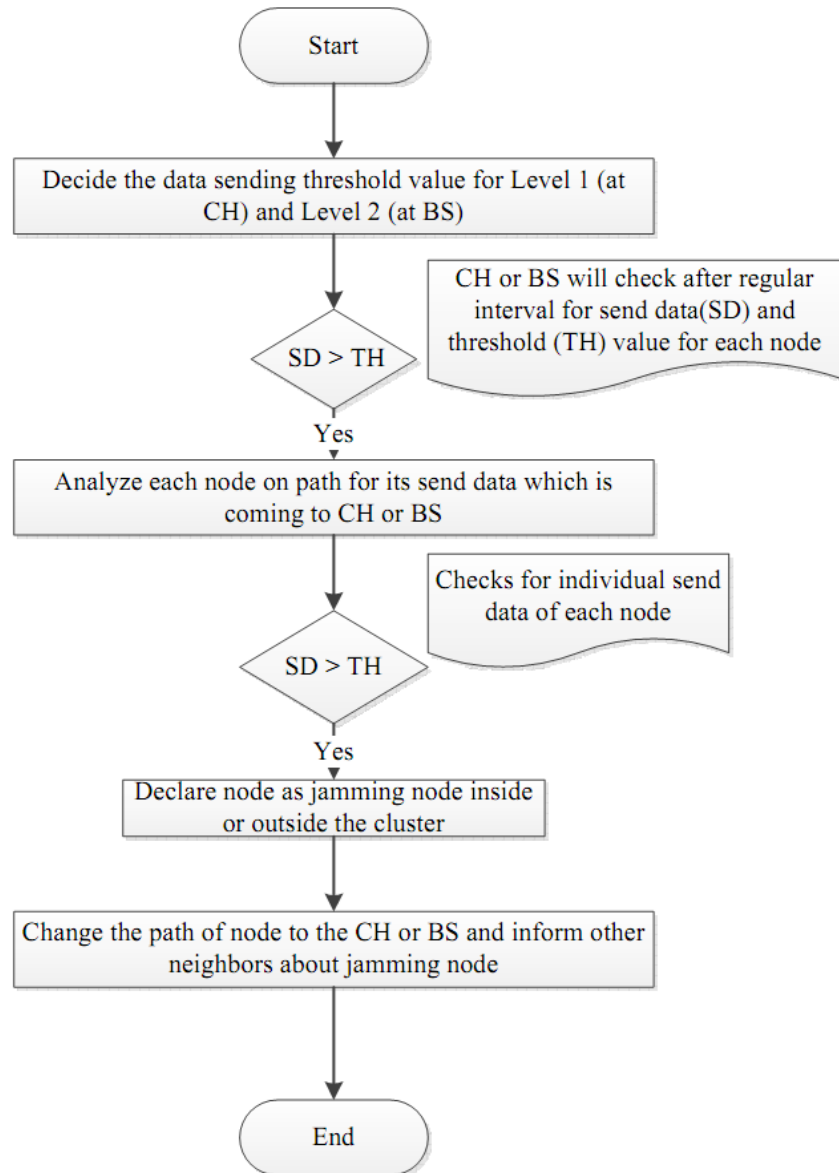 Start
Decide the data sending threshold value for Level 1 (at
CH) and Level 2 (at BS)
CH or BS will check after regular
interval for send data(SD) and
threshold (TH) value for each node
SD > TH
Yes
Analyze each node on path for its send data which is
coming to CH or BS
Checks for individual send
data of each node
SD > TH
Yes
Declare node as jamming node inside
or outside the cluster
Change the path of node to the CH or BS and inform other
neighbors about jamming node
End